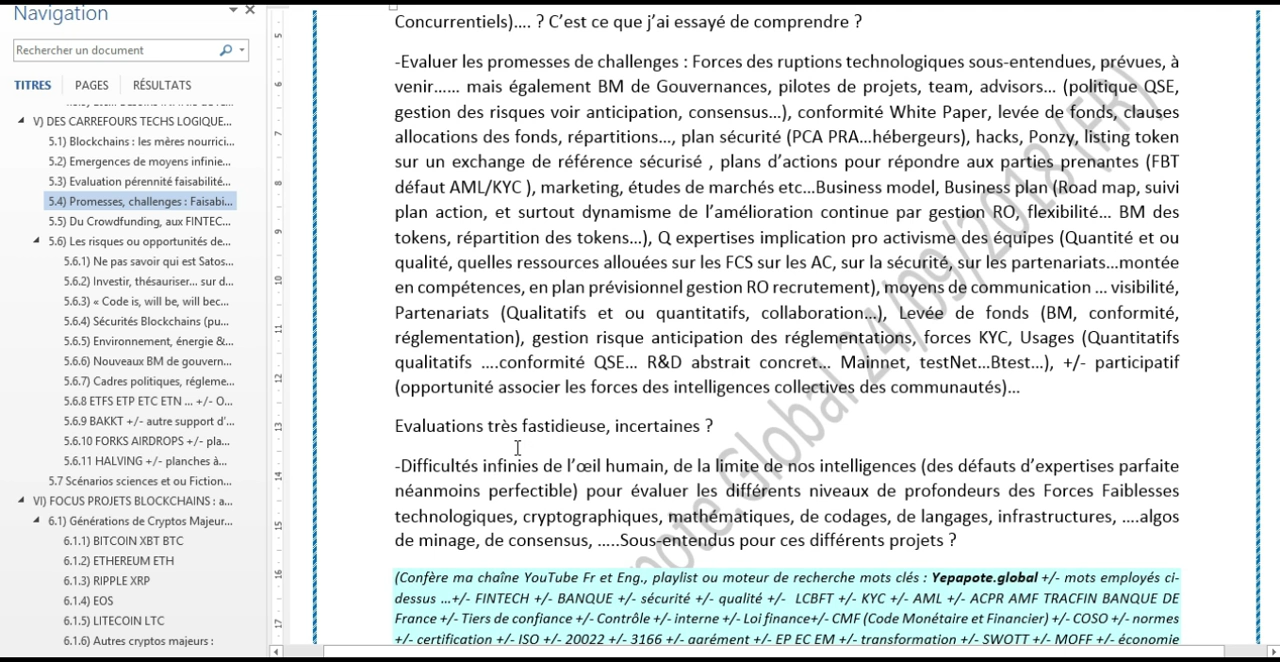 Navigation
Rechercher un document
TITRES PAGES RÉSULTATS
V) DES CARREFOURS TECHS LOGIQUE...
5.1) Blockchains : les mères nourrici...
5.2) Emergences de moyens infinie...
5.3) Evaluation pérennité faisabilité...
5.4) Promesses, challenges : Faisabi...
5.5) Du Crowdfunding, aux FINTEC...
5.6) Les risques ou opportunités de...
5.6.1) Ne pas savoir qui est Satos...
5.6.2) Investir, thésauriser... sur d...
5.6.3) « Code is, will be, will bec...
5.6.4) Sécurités Blockchains (pu...
5.6.5) Environnement, énergie &...
5.6.6) Nouveaux BM de gouvern...
5.6.7) Cadres politiques, régleme...
5.6.8 ETFS ETP ETC ETN ... +/- O...
5.6.9 BAKKT +/- autre support d'...
5.6.10 FORKS AIRDROPS +/- pla...
5.6.11 HALVING +/- planches à...
5.7 Scénarios sciences et ou Fiction...
VI) FOCUS PROJETS BLOCKCHAINS : a...
6.1) Générations de Cryptos Majeur...
6.1.1) BITCOIN XBT BTC
6.1.2) ETHEREUM ETH
6.1.3) RIPPLE XRP
6.1.4) EOS
6.1.5) LITECOIN LTC
6.1.6) Autres cryptos majeurs :
5
6
7
8
9
10
11
12
13
14
15
16
17
Concurrentiels).... ? C'est ce que j'ai essayé de comprendre ?
-Evaluer les promesses de challenges : Forces des ruptions technologiques sous-entendues, prévues, à
venir...... mais également BM de Gouvernances, pilotes de projets, team, advisors... (politique QSE,
gestion des risques voir anticipation, consensus...), conformité White Paper, levée de fonds, clauses
allocations des fonds, répartitions..., plan sécurité (PCA PRA...hébergeurs), hacks, Ponzy, listing token
sur un exchange de référence sécurisé , plans d'actions pour répondre aux parties prenantes (FBT
défaut AML/KYC ), marketing, études de marchés etc...Business model, Business plan (Road map, suivi
plan action, et surtout dynamisme de l'amélioration continue par gestion RO, flexibilité... BM des
tokens, répartition des tokens...), Q expertises implication pro activisme des équipes (Quantité et ou
qualité, quelles ressources allouées sur les FCS sur les AC, sur la sécurité, sur les partenariats...montée
en compétences, en plan prévisionnel gestion RO recrutement), moyens de communication ... visibilité,
Partenariats (Qualitatifs et ou quantitatifs, collaboration...), Levée de fonds (BM, conformité,
réglementation), gestion risque anticipation des réglementations, forces KYC, Usages (Quantitatifs
qualitatifs ....conformité QSE... R&D abstrait concret... Mainnet, testNet...Btest...), +/- participatif
(opportunité associer les forces des intelligences collectives des communautés)...
Evaluations très fastidieuse, incertaines ?
-Difficultés infinies de l'œil humain, de la limite de nos intelligences (des défauts d'expertises parfaite
néanmoins perfectible) pour évaluer les différents niveaux de profondeurs des Forces Faiblesses
technologiques, cryptographiques, mathématiques, de codages, de langages, infrastructures, ....algos
de minage, de consensus, .....Sous-entendus pour ces différents projets ?
(Confère ma chaîne YouTube Fr et Eng., playlist ou moteur de recherche mots clés : Yepapote.global +/- mots employés ci-
dessus ...+/- FINTECH +/- BANQUE +/- sécurité +/- qualité +/- LCBFT +/- KYC +/- AML +/- ACPR AMF TRACFIN BANQUE DE
France +/- Tiers de confiance +/- Contrôle +/- interne +/- Loi finance+/- CMF (Code Monétaire et Financier) +/- COSO +/- normes
+/- certification +/- ISO +/- 20022 +/- 3166 +/- agrément +/- EP EC EM +/- transformation +/- SWOTT +/- MOFF +/- économie
pote.Global 24/09/2018 (FR)